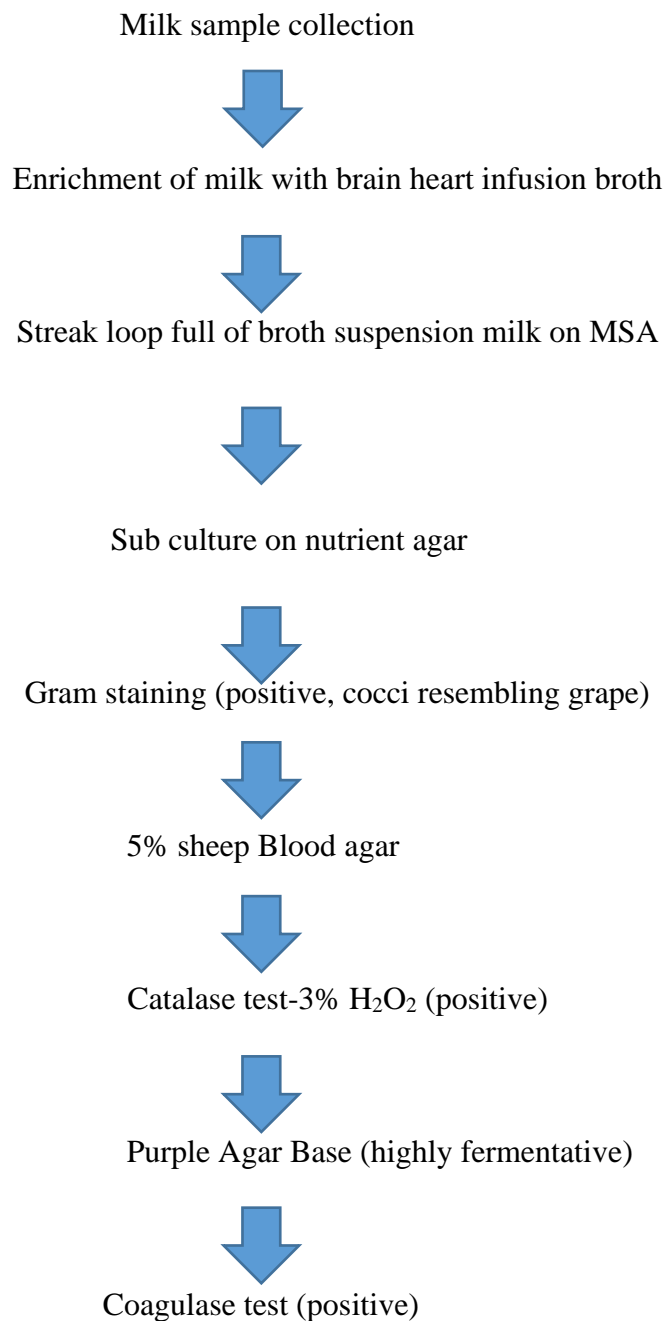 Milk sample collection
Enrichment of milk with brain heart infusion broth
Streak loop full of broth suspension milk on MSA
Sub culture on nutrient agar
Gram staining (positive, cocci resembling grape)
5% sheep Blood agar
Catalase test-3% H₂O₂ (positive)
Purple Agar Base (highly fermentative)
Coagulase test (positive)